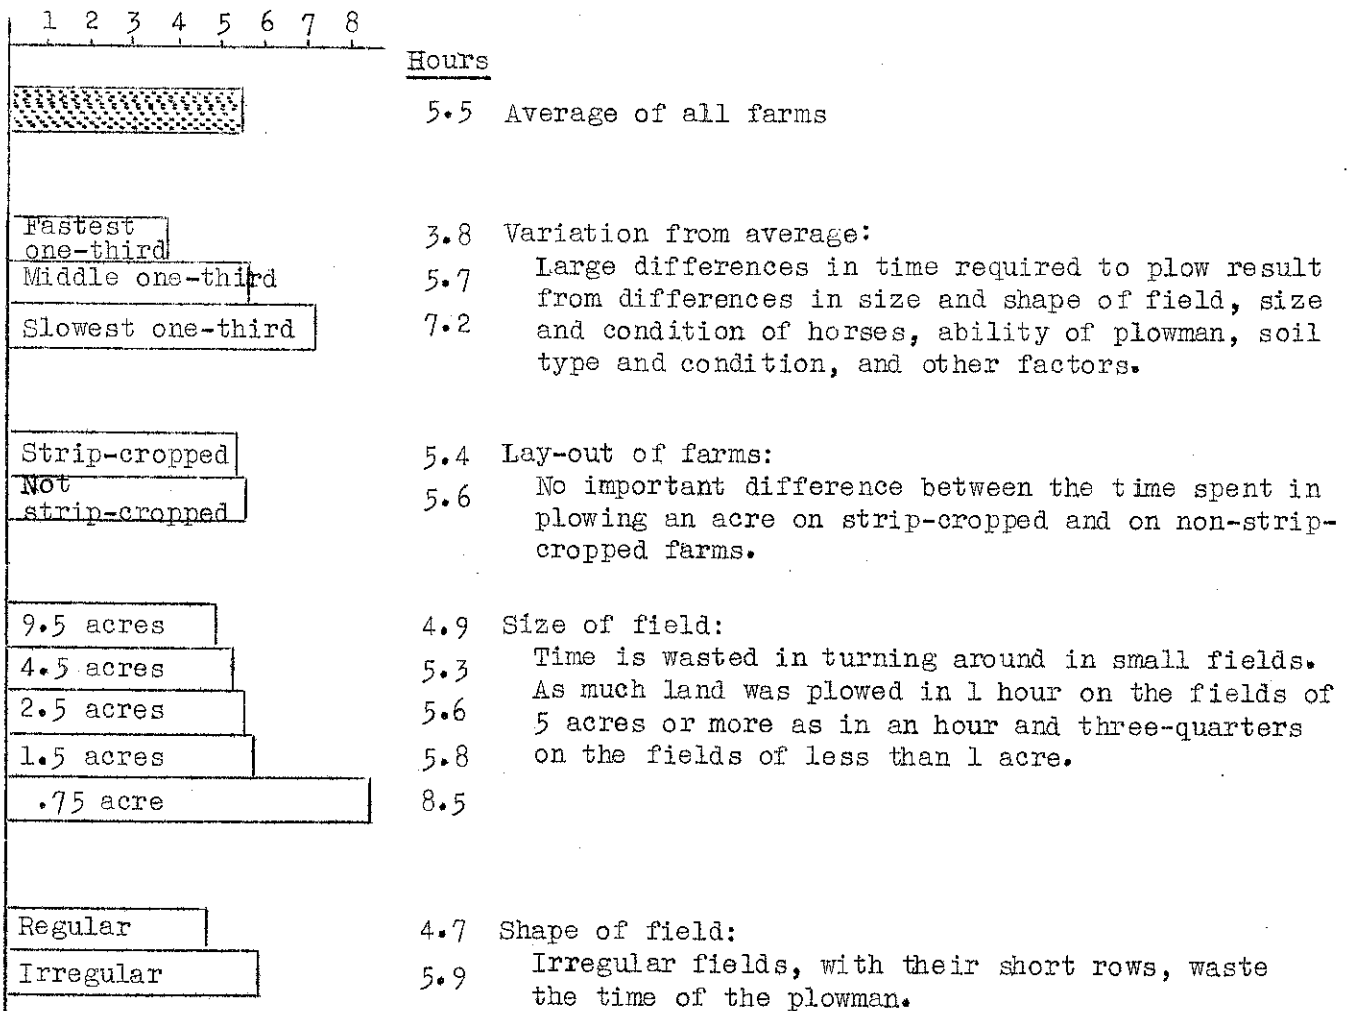 1 2 3 4 5 6 7 8
Hours
5.5 Average of all farms
Fastest
one-third
3.8 Variation from average:
Middle one-third
5.7 Large differences in time required to plow result
from differences in size and shape of field, size
Slowest one-third
7.2 and condition of horses, ability of plowman, soil
type and condition, and other factors.
Strip-cropped
5.4 Lay-out of farms:
Not
strip-cropped
5.6 No important difference between the time spent in
plowing an acre on strip-cropped and on non-strip-
cropped farms.
9.5 acres 4.9 Size of field:
4.5 acres 5.3 Time is wasted in turning around in small fields.
As much land was plowed in 1 hour on the fields of
2.5 acres 5.6 5 acres or more as in an hour and three-quarters
1.5 acres 5.8 on the fields of less than 1 acre.
.75 acre 8.5
Regular 4.7 Shape of field:
Irregular 5.9 Irregular fields, with their short rows, waste
the time of the plowman.